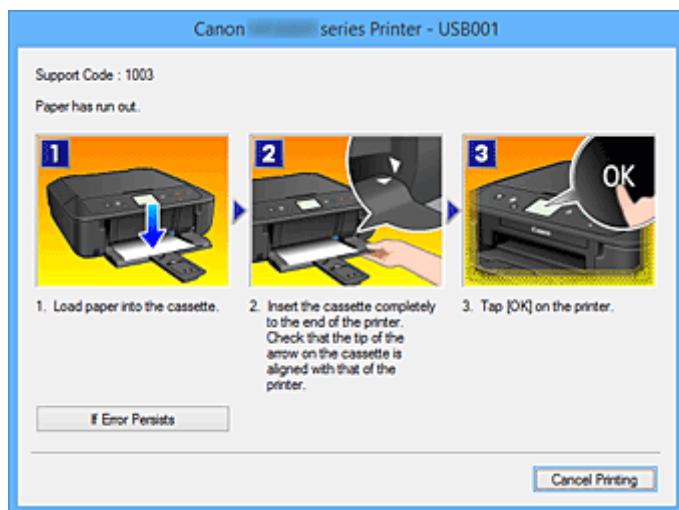 Canon series Printer - USB001
Support Code : 1003
Paper has run out.
1
2
3
OK
Canon
1. Load paper into the cassette.
2. Insert the cassette completely
to the end of the printer.
Check that the tip of the
arrow on the cassette is
aligned with that of the
printer.
3. Tap [OK] on the printer.
If Error Persists
Cancel Printing